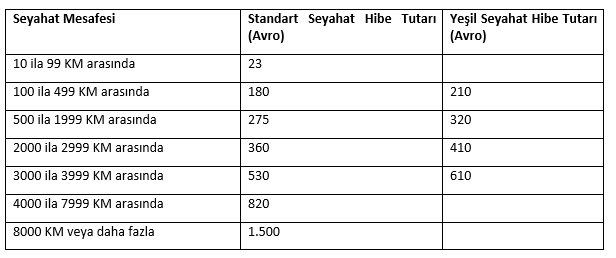 Seyahat Mesafesi Standart Seyahat Hibe Tutarı Yeşil Seyahat Hibe Tutarı
(Avro) (Avro)
10 ila 99 KM arasında 23
100 ila 499 KM arasında 180 210
500 ila 1999 KM arasında 275 320
2000 ila 2999 KM arasında 360 410
3000 ila 3999 KM arasında 530 610
4000 ila 7999 KM arasında 820
8000 KM veya daha fazla 1.500